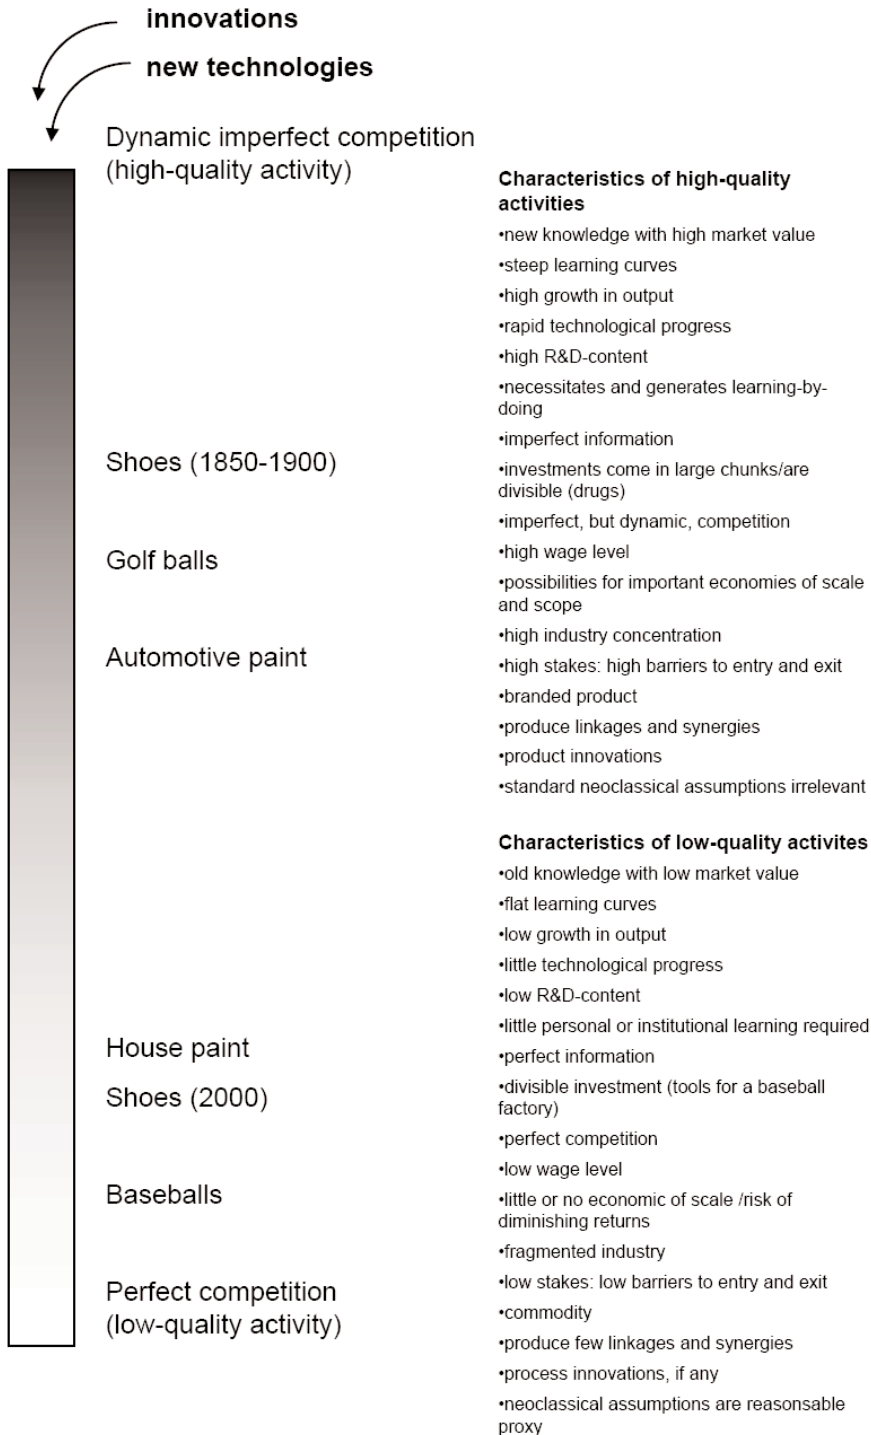 innovations
new technologies
Dynamic imperfect competition
(high-quality activity)
Shoes (1850-1900)
Golf balls
Automotive paint
House paint
Shoes (2000)
Baseballs
Perfect competition
(low-quality activity)
Characteristics of high-quality
activities
•new knowledge with high market value
•steep learning curves
•high growth in output
•rapid technological progress
•high R&D-content
•necessitates and generates learning-by-
doing
•imperfect information
•investments come in large chunks/are
divisible (drugs)
•imperfect, but dynamic, competition
•high wage level
•possibilities for important economies of scale
and scope
•high industry concentration
•high stakes: high barriers to entry and exit
•branded product
•produce linkages and synergies
•product innovations
•standard neoclassical assumptions irrelevant
Characteristics of low-quality activites
•old knowledge with low market value
•flat learning curves
•low growth in output
•little technological progress
•low R&D-content
•little personal or institutional learning required
•perfect information
•divisible investment (tools for a baseball
factory)
•perfect competition
•low wage level
•little or no economic of scale /risk of
diminishing returns
•fragmented industry
•low stakes: low barriers to entry and exit
•commodity
•produce few linkages and synergies
•process innovations, if any
•neoclassical assumptions are reasonsable
proxy